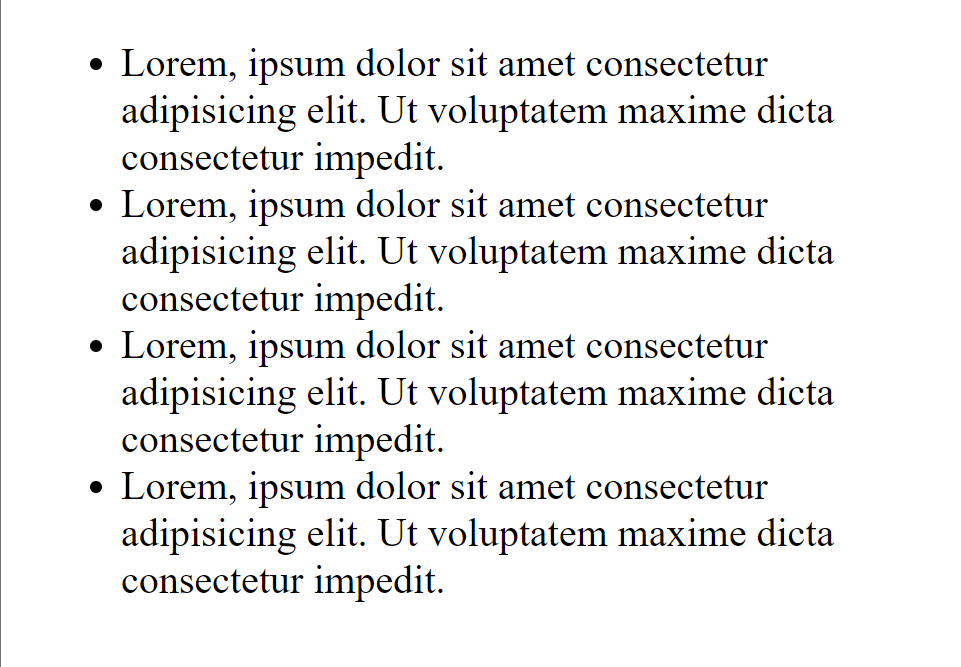 • Lorem, ipsum dolor sit amet consectetur
adipisicing elit. Ut voluptatem maxime dicta
consectetur impedit.
• Lorem, ipsum dolor sit amet consectetur
adipisicing elit. Ut voluptatem maxime dicta
consectetur impedit.
• Lorem, ipsum dolor sit amet consectetur
adipisicing elit. Ut voluptatem maxime dicta
consectetur impedit.
• Lorem, ipsum dolor sit amet consectetur
adipisicing elit. Ut voluptatem maxime dicta
consectetur impedit.